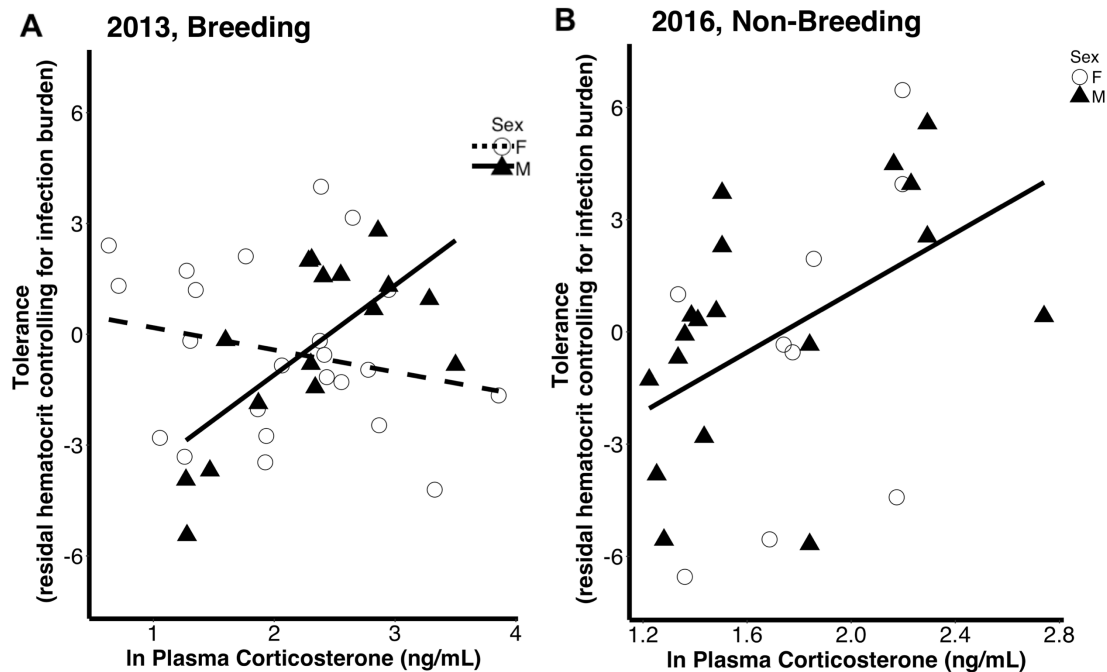 A
2013, Breeding
Tolerance
(residal hematocrit controlling for infection burden)
6
3
0
-3
-6
Sex
F
M
1
2
3
4
ln Plasma Corticosterone (ng/mL)
B
2016, Non-Breeding
Tolerance
(residal hematocrit controlling for infection burden)
6
3
0
-3
-6
Sex
F
M
1.2
1.6
2.0
2.4
2.8
ln Plasma Corticosterone (ng/mL)